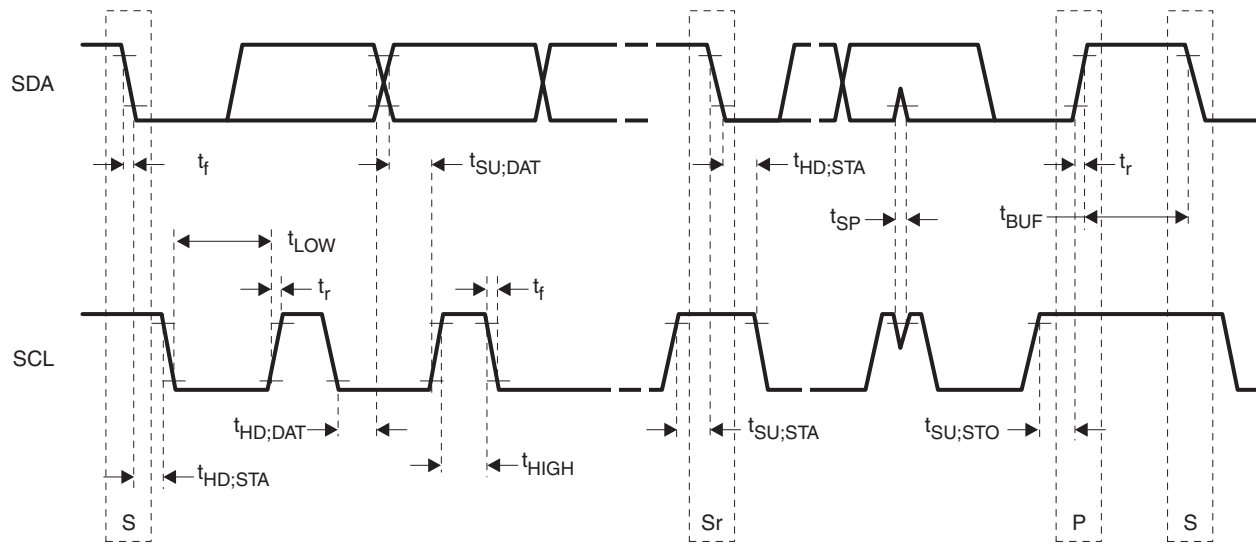 SDA
t_f
t_SU;DAT
t_HD;STA
t_r
t_SP
t_BUF
t_LOW
t_r
t_f
SCL
t_HD;DAT
t_SU;STA
t_SU;STO
t_HD;STA
t_HIGH
S
Sr
P
S